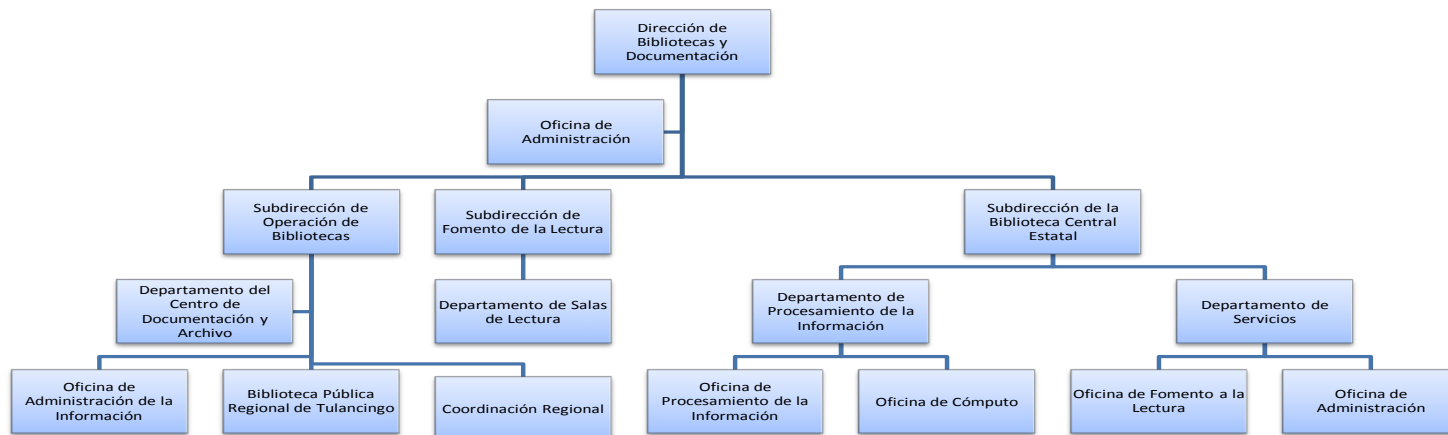 Dirección de
Bibliotecas y
Documentación
Oficina de
Administración
Subdirección de
Operación de
Bibliotecas
Subdirección de
Fomento de la Lectura
Subdirección de la
Biblioteca Central
Estatal
Departamento del
Centro de
Documentación y
Archivo
Departamento de Salas
de Lectura
Departamento de
Procesamiento de la
Información
Departamento de
Servicios
Oficina de
Administración de la
Información
Biblioteca Pública
Regional de Tulancingo
Coordinación Regional
Oficina de
Procesamiento de la
Información
Oficina de Cómputo
Oficina de Fomento a la
Lectura
Oficina de
Administración